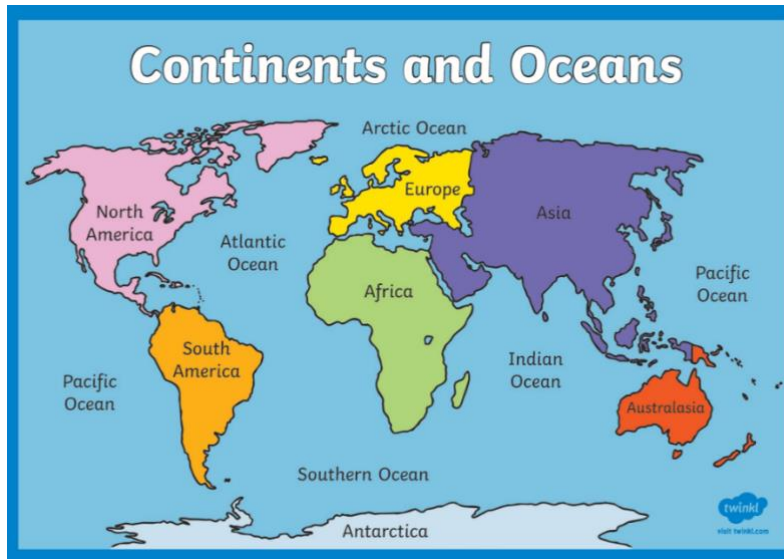 Continents and Oceans
Arctic Ocean
Europe
Asia
North
America
Atlantic
Ocean
Africa
Pacific
Ocean
South
America
Indian
Ocean
Pacific
Ocean
Australasia
Southern Ocean
Antarctica
twinkl
visit twinkl.com